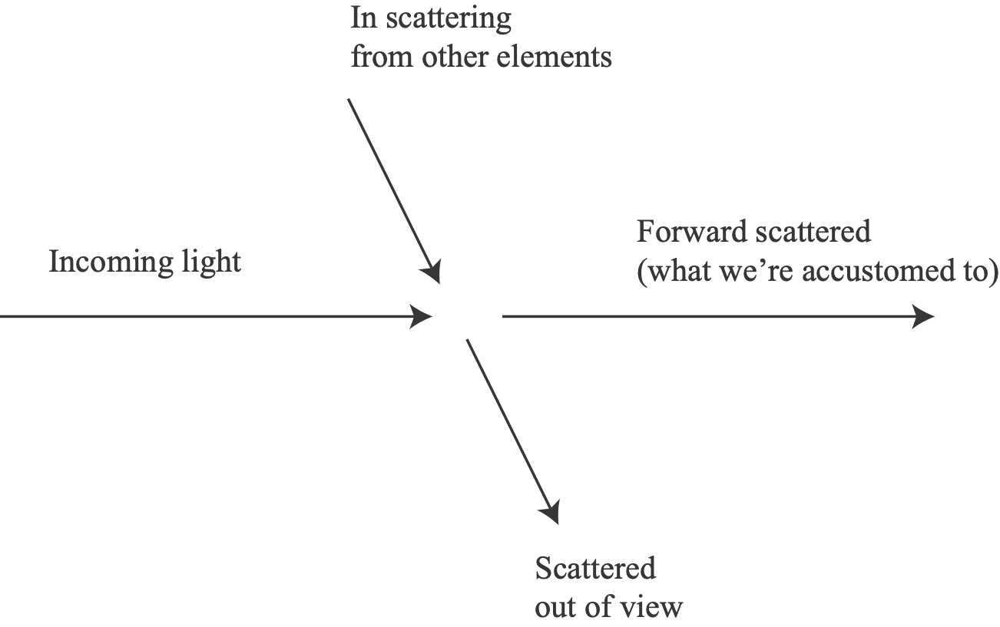 In scattering
from other elements
Incoming light
Forward scattered
(what we’re accustomed to)
Scattered
out of view